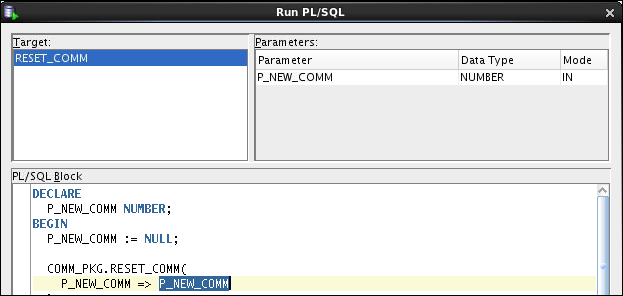 Run PL/SQL
Target:
RESET_COMM
Parameters:
Parameter Data Type Mode
P_NEW_COMM NUMBER IN
PL/SQL Block
DECLARE
P_NEW_COMM NUMBER;
BEGIN
P_NEW_COMM := NULL;
COMM_PKG.RESET_COMM(
P_NEW_COMM => P_NEW_COMM